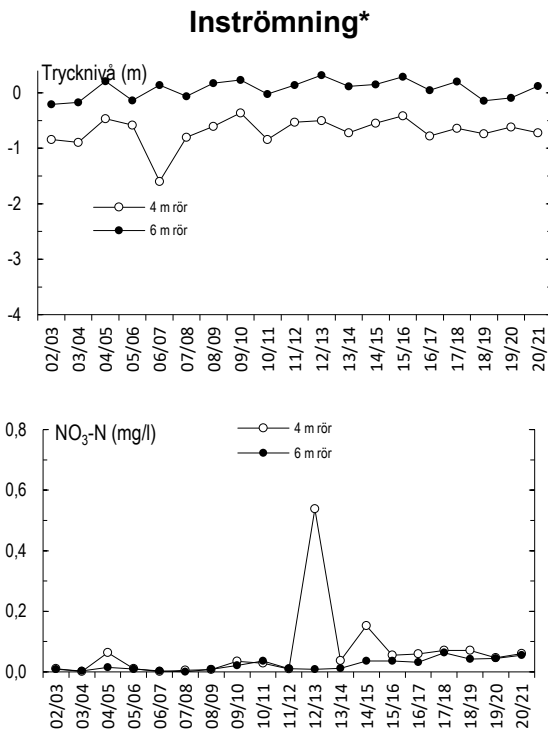 Inströmning*
Trycknivå (m)
0
-1
-2
-3
-4
4 m rör
6 m rör
02/03 03/04 04/05 05/06 06/07 07/08 08/09 09/10 10/11 11/12 12/13 13/14 14/15 15/16 16/17 17/18 18/19 19/20 20/21
NO₃-N (mg/l)
0,8
0,6
0,4
0,2
0,0
4 m rör
6 m rör
02/03 03/04 04/05 05/06 06/07 07/08 08/09 09/10 10/11 11/12 12/13 13/14 14/15 15/16 16/17 17/18 18/19 19/20 20/21